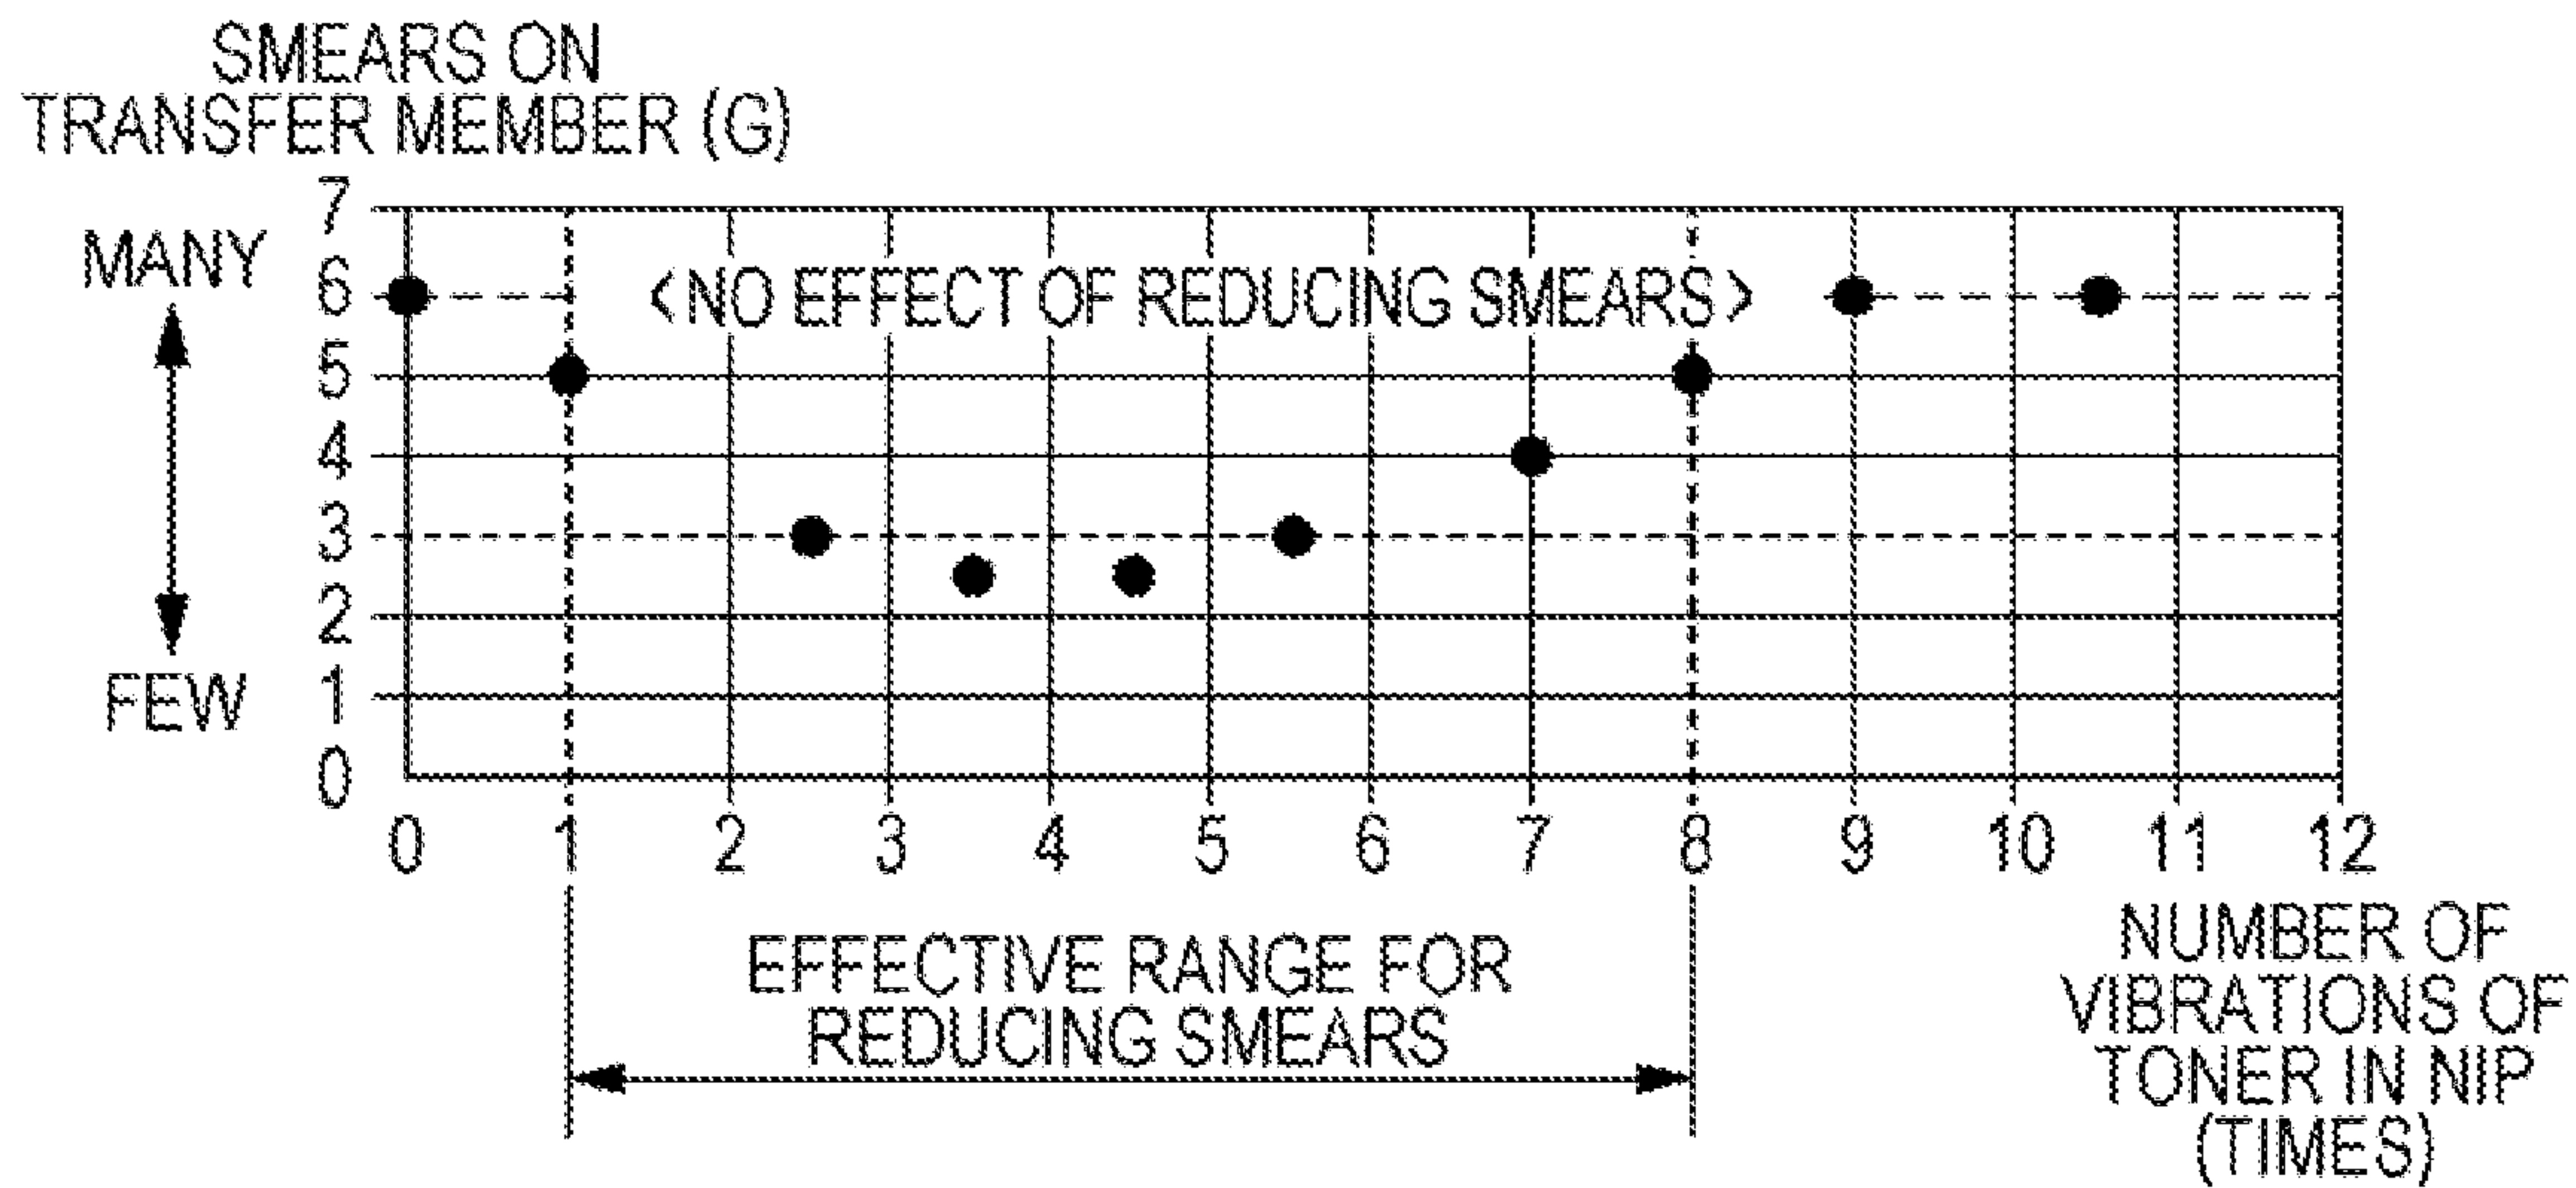 SMEARS ON
TRANSFER MEMBER (G)
7
MANY
6
<NO EFFECT OF REDUCING SMEARS>
5
4
3
2
FEW
1
0
0 1 2 3 4 5 6 7 8 9 10 11 12
EFFECTIVE RANGE FOR
REDUCING SMEARS
NUMBER OF
VIBRATIONS OF
TONER IN NIP
(TIMES)